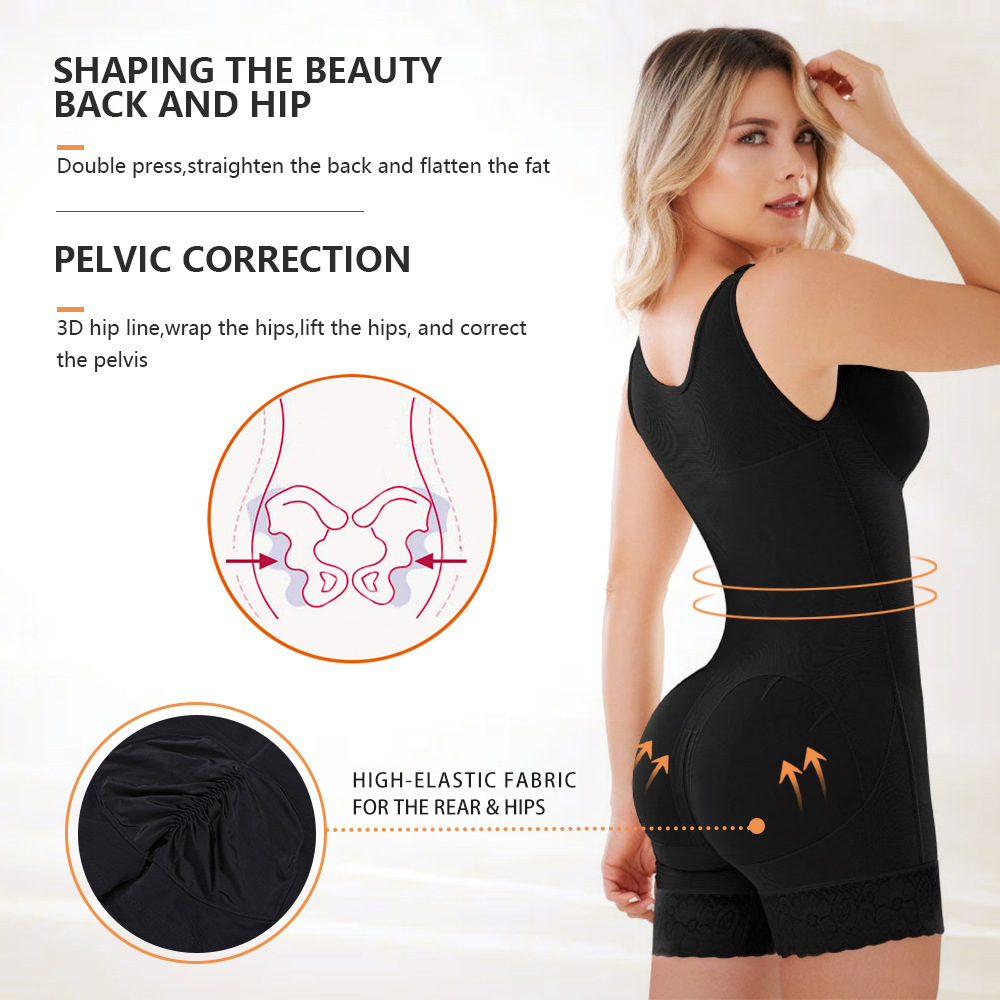 SHAPING THE BEAUTY
BACK AND HIP
Double press,straighten the back and flatten the fat
PELVIC CORRECTION
3D hip line,wrap the hips,lift the hips, and correct
the pelvis
HIGH-ELASTIC FABRIC
FOR THE REAR & HIPS